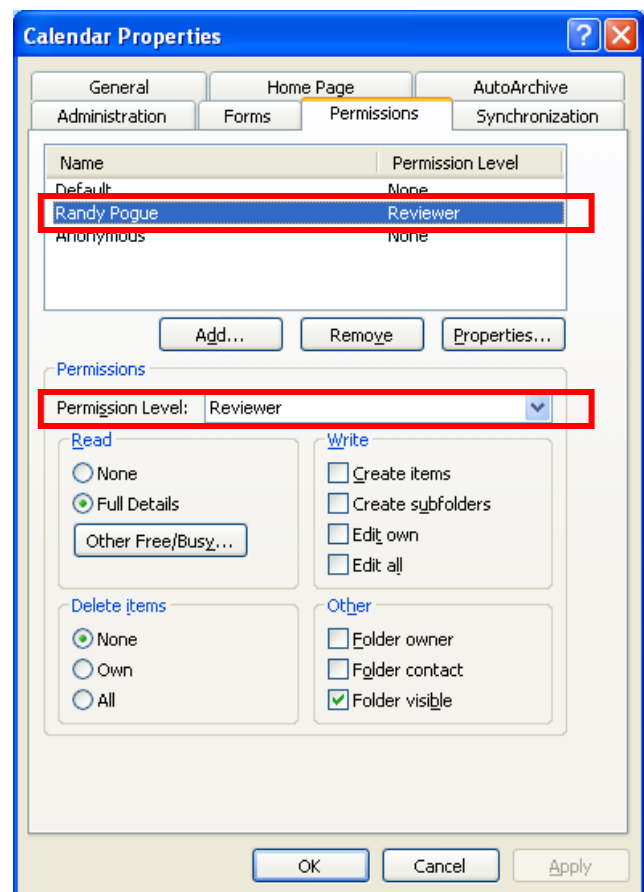 Calendar Properties
General Home Page AutoArchive
Administration Forms Permissions Synchronization
Name Permission Level
Default None
Randy Pogue Reviewer
Anonymous None
Add... Remove Properties...
Permissions
Permission Level: Reviewer
Read Write
None Create items
Full Details Create subfolders
Other Free/Busy... Edit own
Edit all
Delete items Other
None Folder owner
Own Folder contact
All Folder visible
OK Cancel Apply